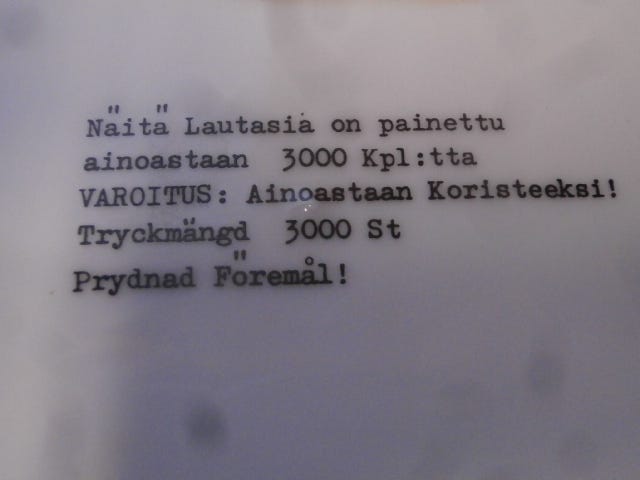 Näitä Lautasia on painettu
ainoastaan 3000 Kpl:tta
VAROITUS: Ainoastaan Koristeeksi!
Tryckmängd 3000 St
Prydnad Föremål!